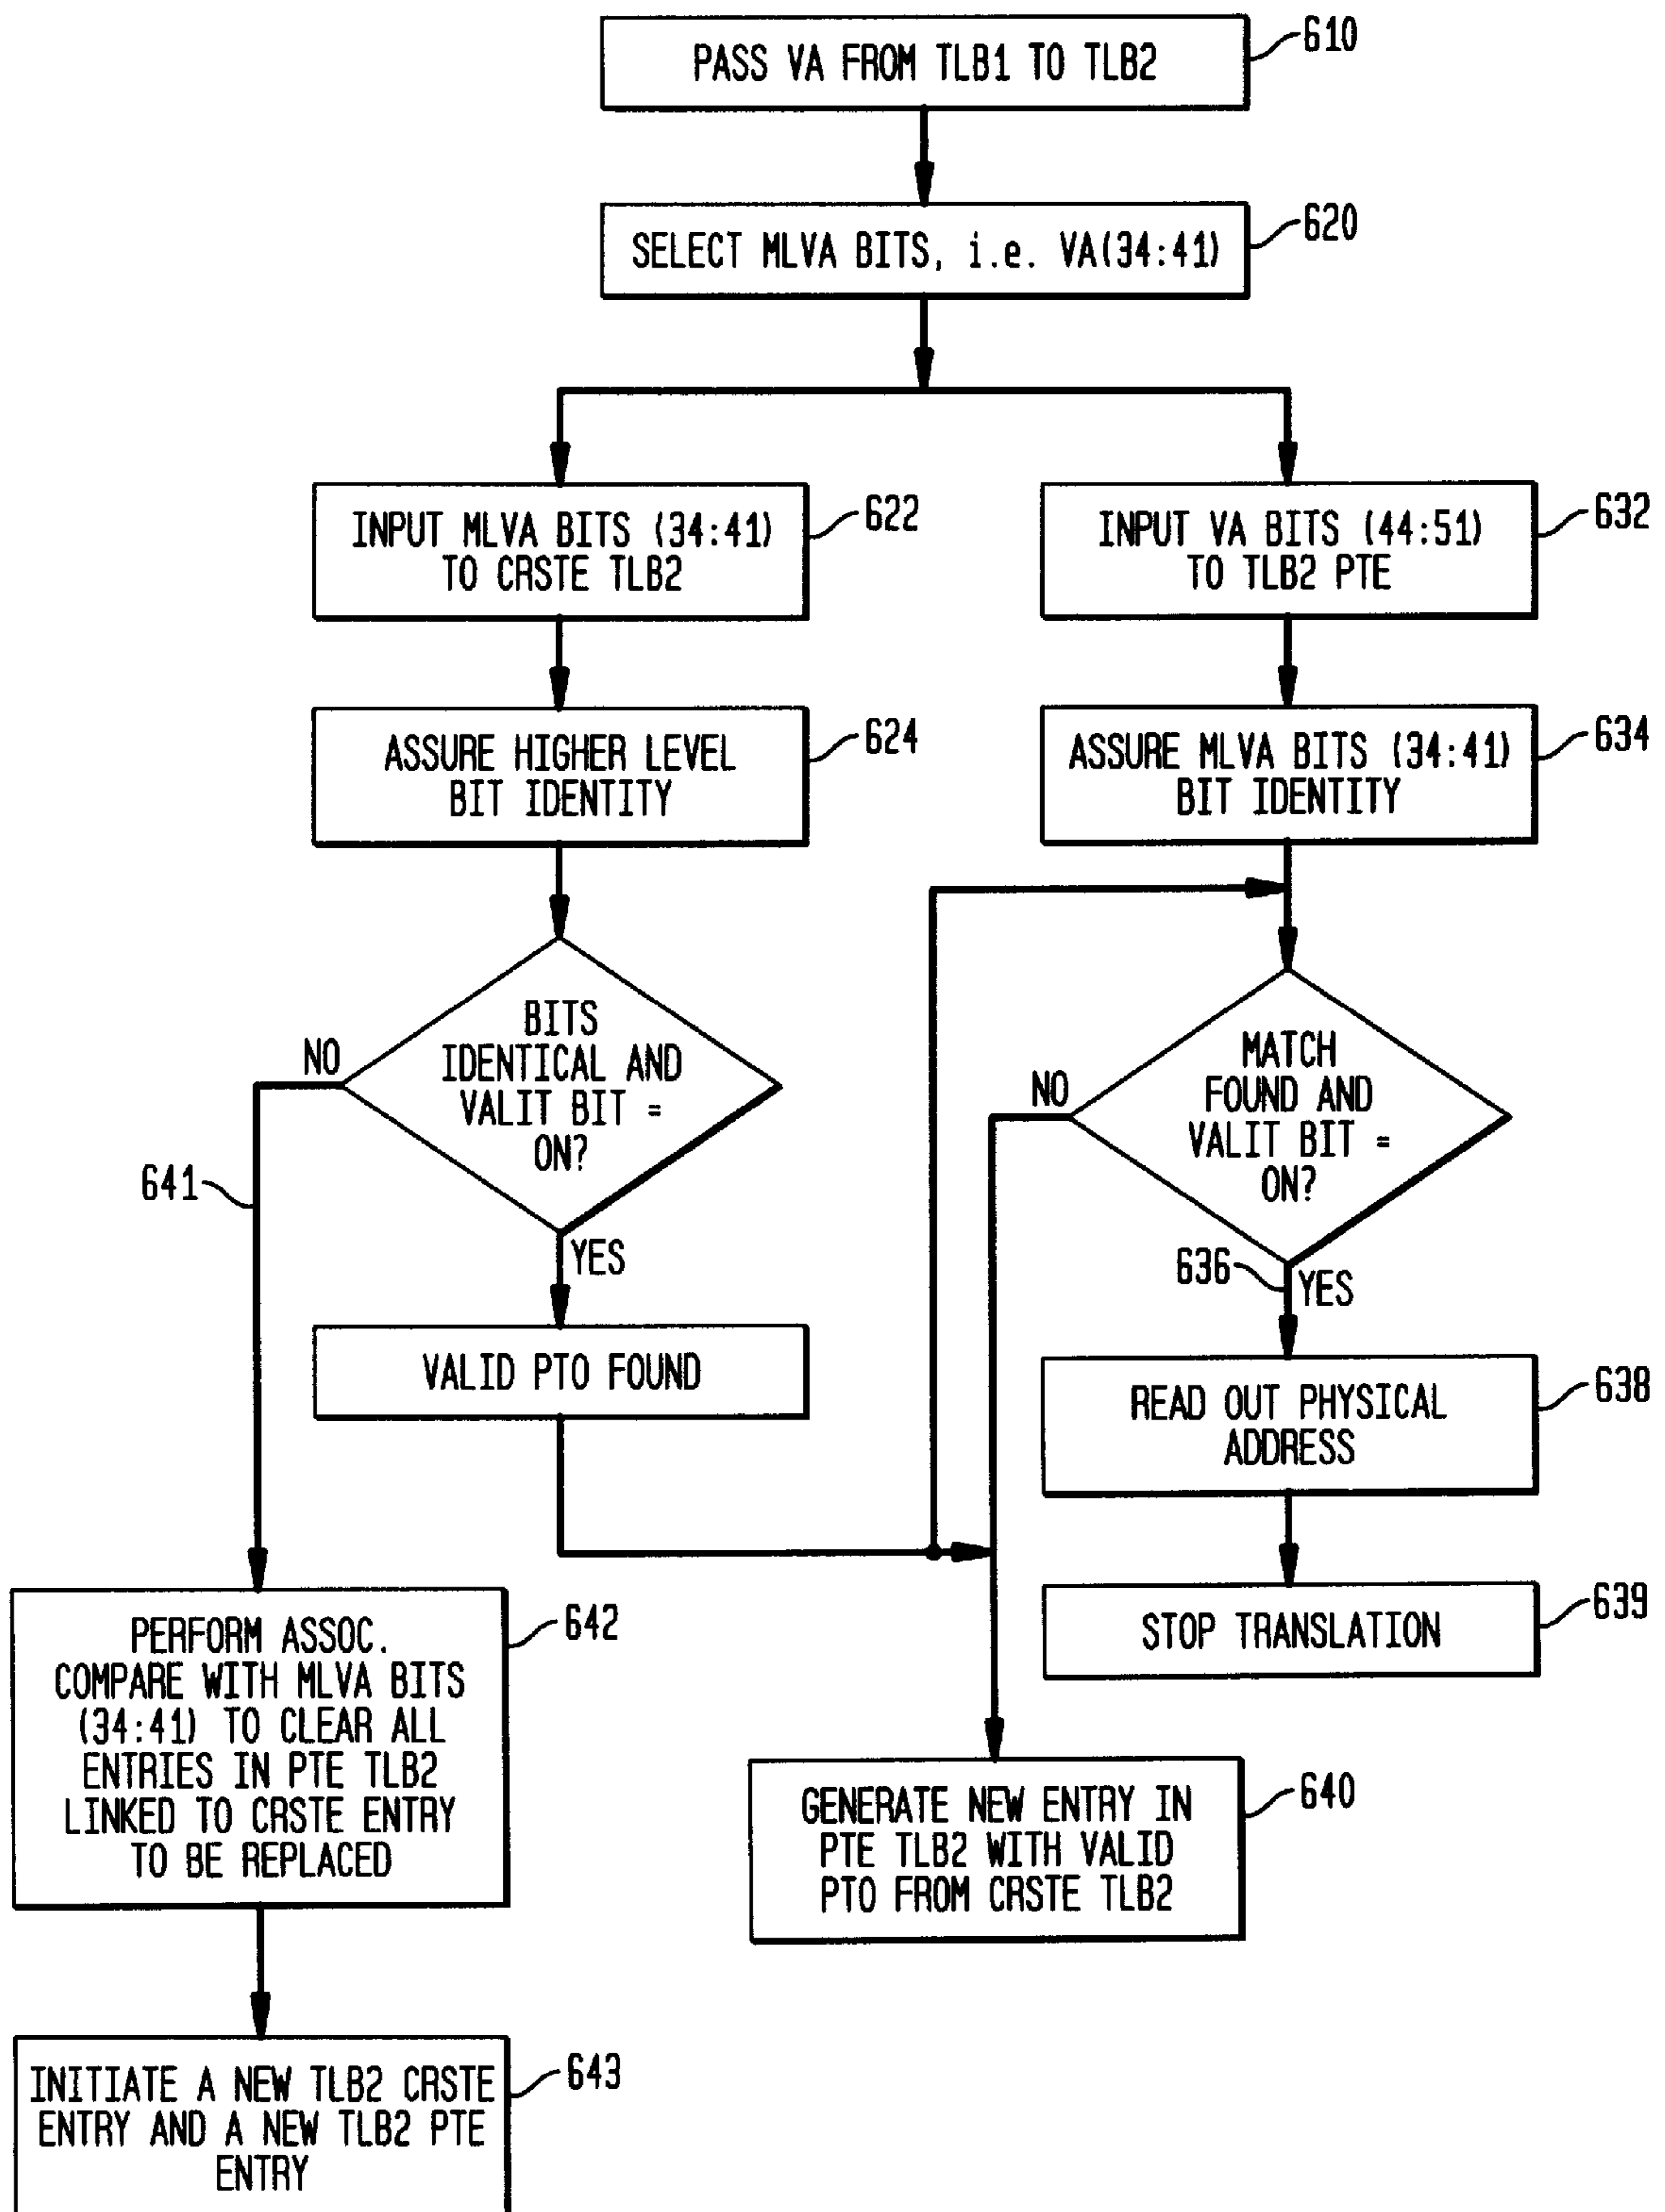 PASS VA FROM TLB1 TO TLB2
610
SELECT MLVA BITS, i.e. VA(34:41)
620
INPUT MLVA BITS (34:41)
TO CRSTE TLB2
622
INPUT VA BITS (44:51)
TO TLB2 PTE
632
ASSURE HIGHER LEVEL
BIT IDENTITY
624
ASSURE MLVA BITS (34:41)
BIT IDENTITY
634
BITS
IDENTICAL AND
VALIT BIT =
ON?
NO
641
YES
MATCH
FOUND AND
VALIT BIT =
ON?
NO
636
YES
VALID PTO FOUND
READ OUT PHYSICAL
ADDRESS
638
STOP TRANSLATION
639
PERFORM ASSOC.
COMPARE WITH MLVA BITS
(34:41) TO CLEAR ALL
ENTRIES IN PTE TLB2
LINKED TO CRSTE ENTRY
TO BE REPLACED
642
GENERATE NEW ENTRY IN
PTE TLB2 WITH VALID
PTO FROM CRSTE TLB2
640
INITIATE A NEW TLB2 CRSTE
ENTRY AND A NEW TLB2 PTE
ENTRY
643